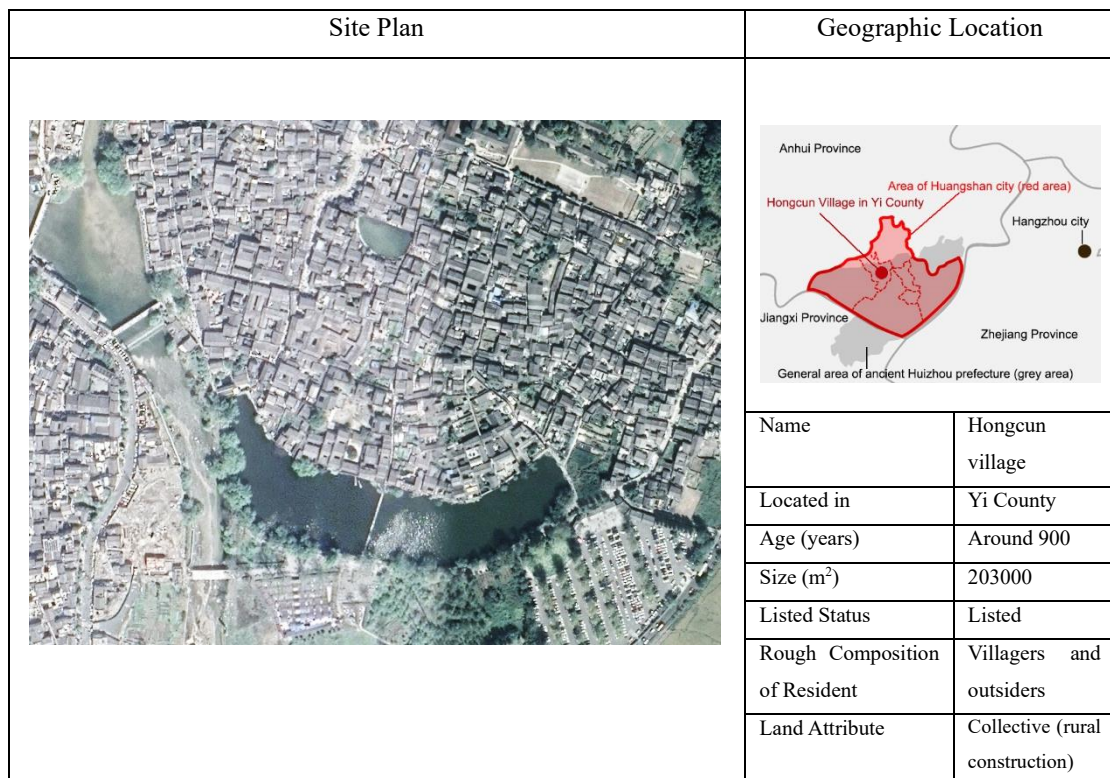 Site Plan
Geographic Location
Anhui Province
Area of Huangshan city (red area)
Hongcun Village in Yi County
Hangzhou city
Jiangxi Province
Zhejiang Province
General area of ancient Huizhou prefecture (grey area)
Name
Hongcun
village
Located in
Yi County
Age (years)
Around 900
Size (m²)
203000
Listed Status
Listed
Rough Composition
of Resident
Villagers and
outsiders
Land Attribute
Collective (rural
construction)